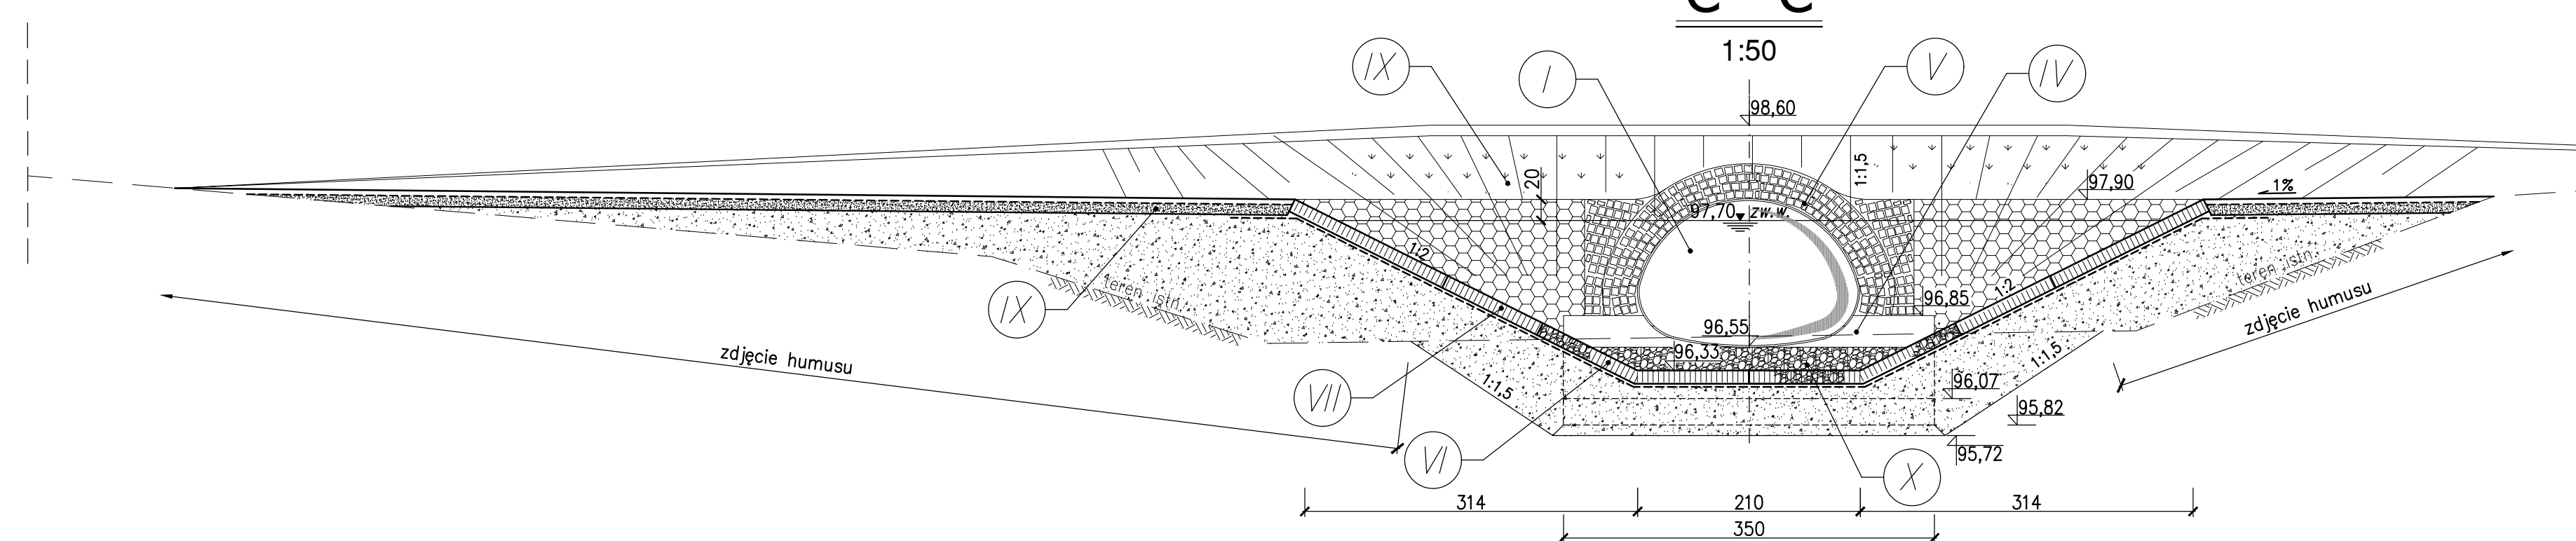 C - C
1:50
IX
I
V
IV
98,60
1:1,5
20
97,90
1%
97,70
zw.w.
1:2
1:2
96,85
teren istn.
teren istn.
IX
96,55
zdjęcie humusu
96,33
zdjęcie humusu
1:1,5
1:1,5
VII
96,07
95,82
VI
95,72
X
314
210
314
350